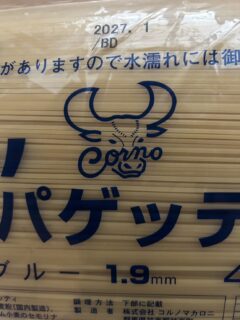 2027. 1
/BD
がありますので水濡れには御
Corno
パゲッテ
ブルー 1.9mm
調理方法 下部に記載
製造者 株式会社 コルノマカロニ